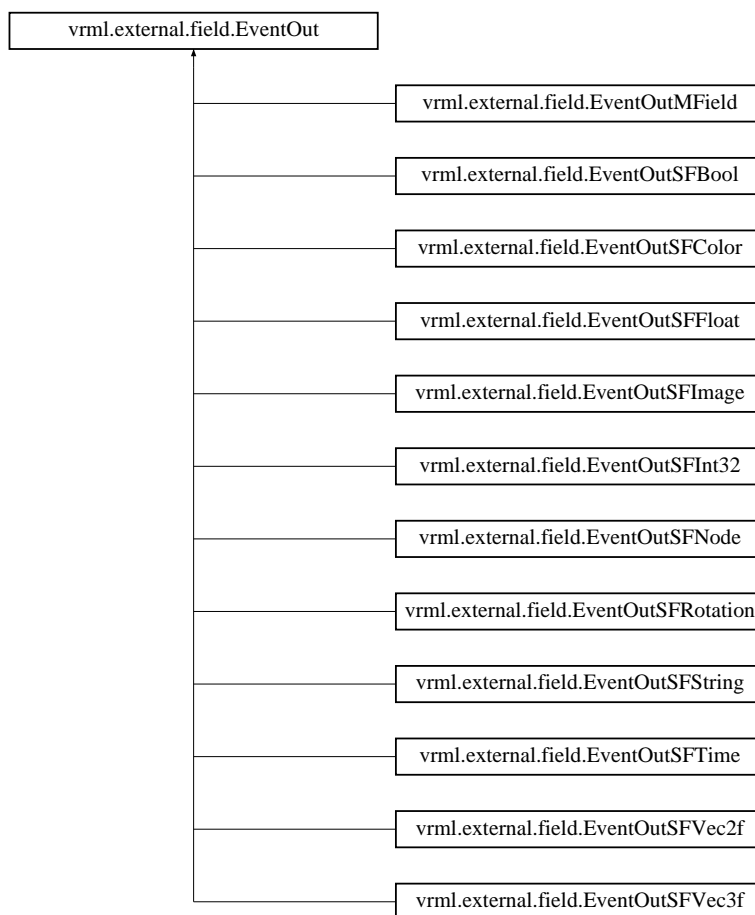 vrml.external.field.EventOut
vrml.external.field.EventOutMField
vrml.external.field.EventOutSFBool
vrml.external.field.EventOutSFColor
vrml.external.field.EventOutSFFloat
vrml.external.field.EventOutSFImage
vrml.external.field.EventOutSFInt32
vrml.external.field.EventOutSFNode
vrml.external.field.EventOutSFRotation
vrml.external.field.EventOutSFString
vrml.external.field.EventOutSFTime
vrml.external.field.EventOutSFVec2f
vrml.external.field.EventOutSFVec3f